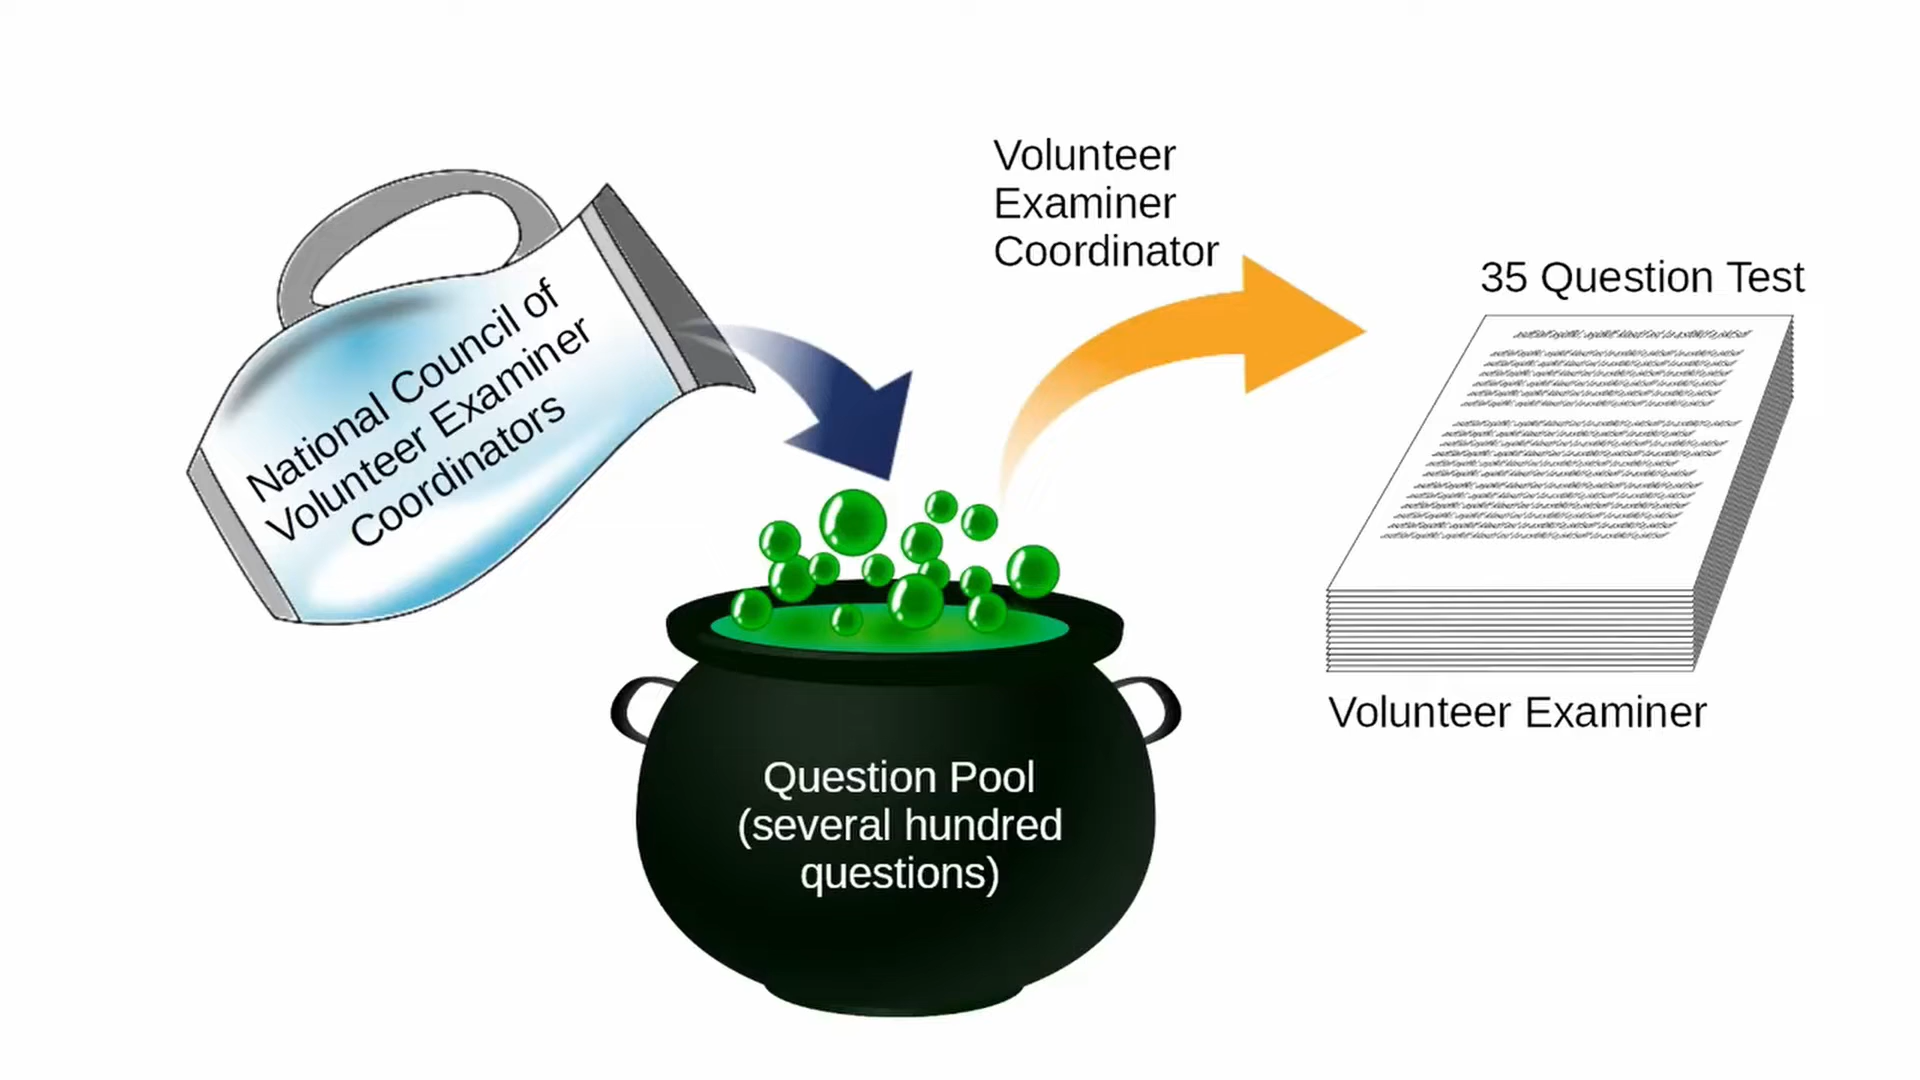 National Council of
Volunteer Examiner
Coordinators
Volunteer
Examiner
Coordinator
35 Question Test
Volunteer Examiner
Question Pool
(several hundred
questions)